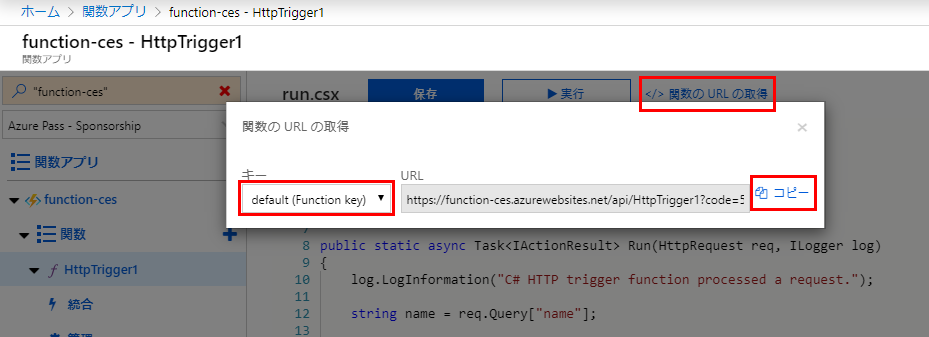 ホーム > 関数アプリ > function-ces - HttpTrigger1
function-ces - HttpTrigger1
関数アプリ
"function-ces"
Azure Pass - Sponsorship
関数アプリ
function-ces
関数
HttpTrigger1
統合
run.csx
保存
実行
</> 関数の URL の取得
関数の URL の取得
キー
default (Function key)
URL
https://function-ces.azurewebsites.net/api/HttpTrigger1?code=5
コピー
7
8 public static async Task<IActionResult> Run(HttpRequest req, ILogger log)
9 {
10 log.LogInformation("C# HTTP trigger function processed a request.");
11
12 string name = req.Query["name"];
13